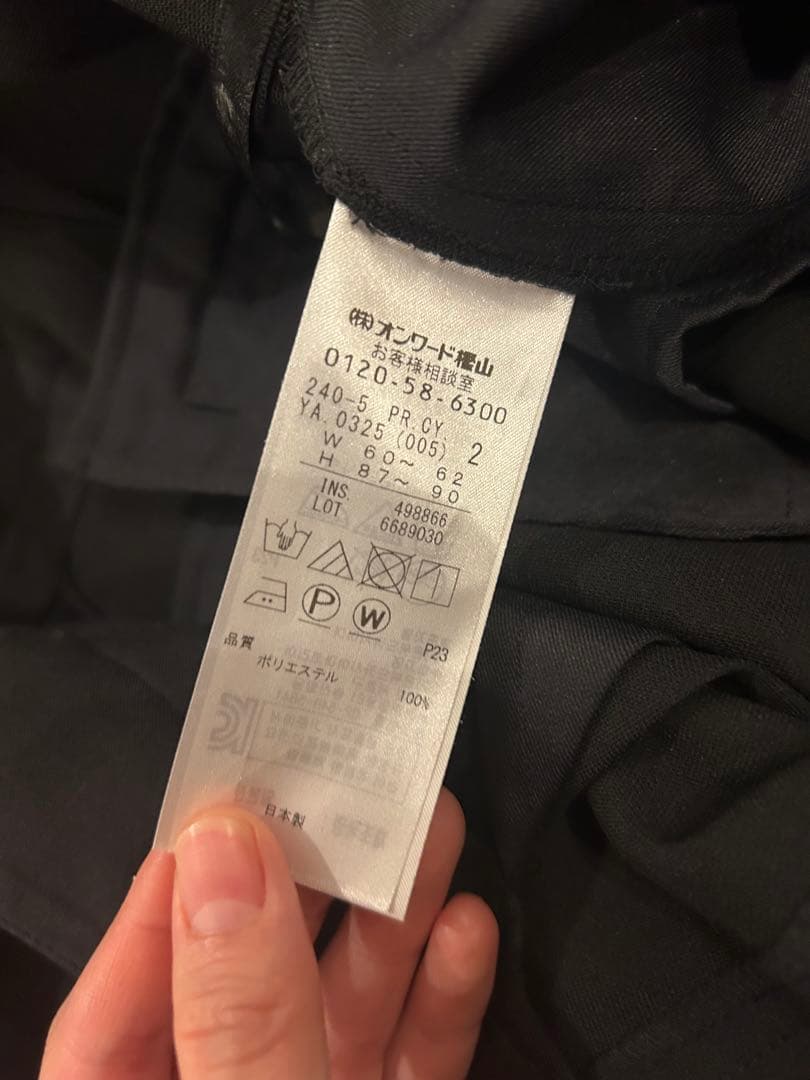 (株)オンワード樫山
お客様相談室
0120-58-6300
240-5 PR.CY
YA.0325 (005) 2
W 60〜 62
H 87〜 90
INS. 498866
LOT. 6689030
P W
P23
品質
ポリエステル 100%
日本製